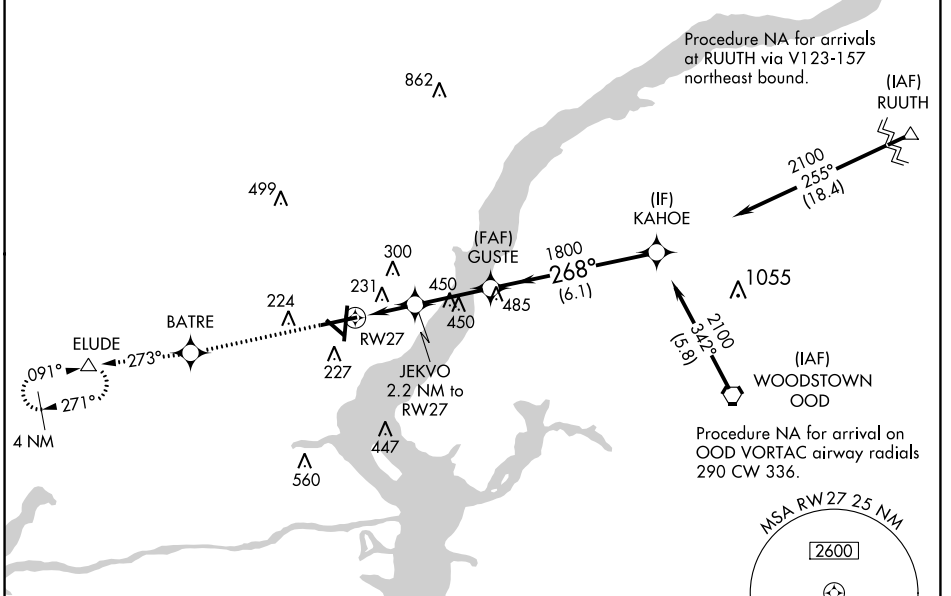 Procedure NA for arrivals
at RUUTH via V123-157
northeast bound.
862
(IAF)
RUUTH
2100
255°
(18.4)
499
(IF)
KAHOE
(FAF)
GUSTE
1800
268°
(6.1)
300
231
450
450
485
1055
224
BATRE
RW27
227
ELUDE
273°
091°
271°
4 NM
JEKVO
2.2 NM to
RW27
2100
342°
(5.8)
(IAF)
WOODSTOWN
OOD
447
560
Procedure NA for arrival on
OOD VORTAC airway radials
290 CW 336.
MSA RW27 25 NM
2600